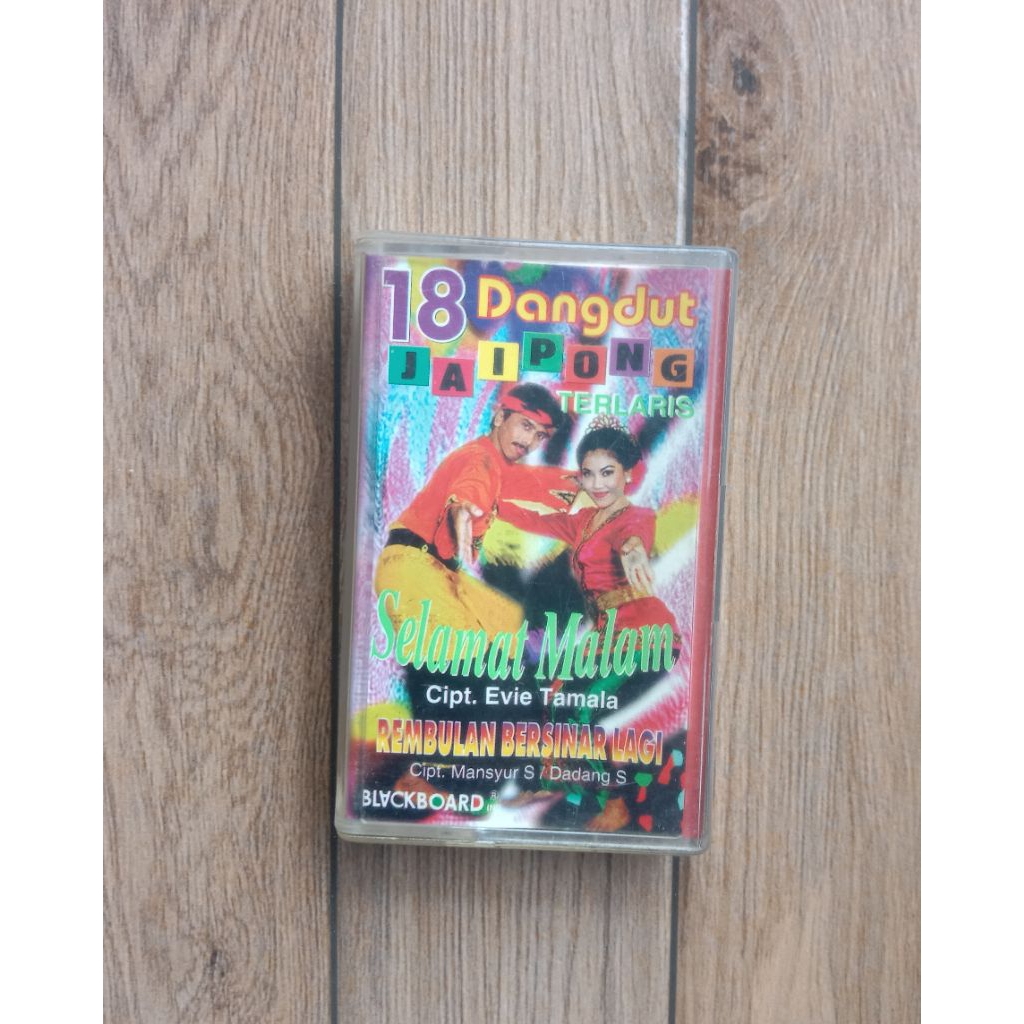 18 Dangdut
JAIPONG
TERLARIS
Selamat Malam
Cipt. Evie Tamala
REMBULAN BERSINAR LAGI
Cipt. Mansyur S / Dadang S
BLACKBOARD